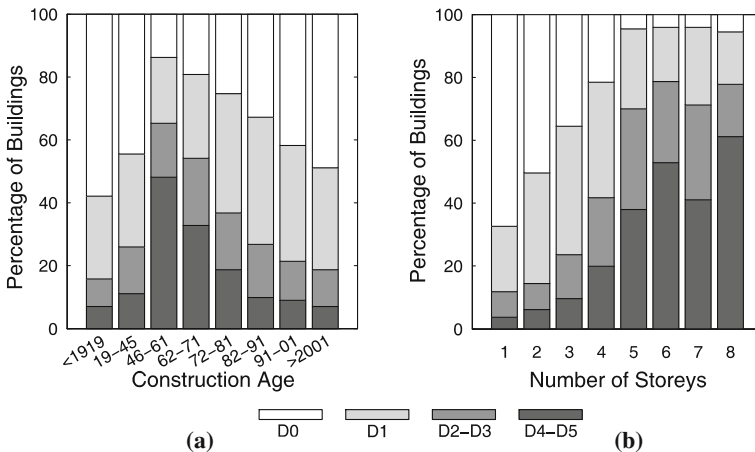 100
80
60
40
20
0
Percentage of Buildings
<1919
19–45
46–61
62–71
72–81
82–91
91–01
>2001
Construction Age
100
80
60
40
20
0
Percentage of Buildings
1 2 3 4 5 6 7 8
Number of Storeys
D0 D1 D2–D3 D4–D5
(a) (b)